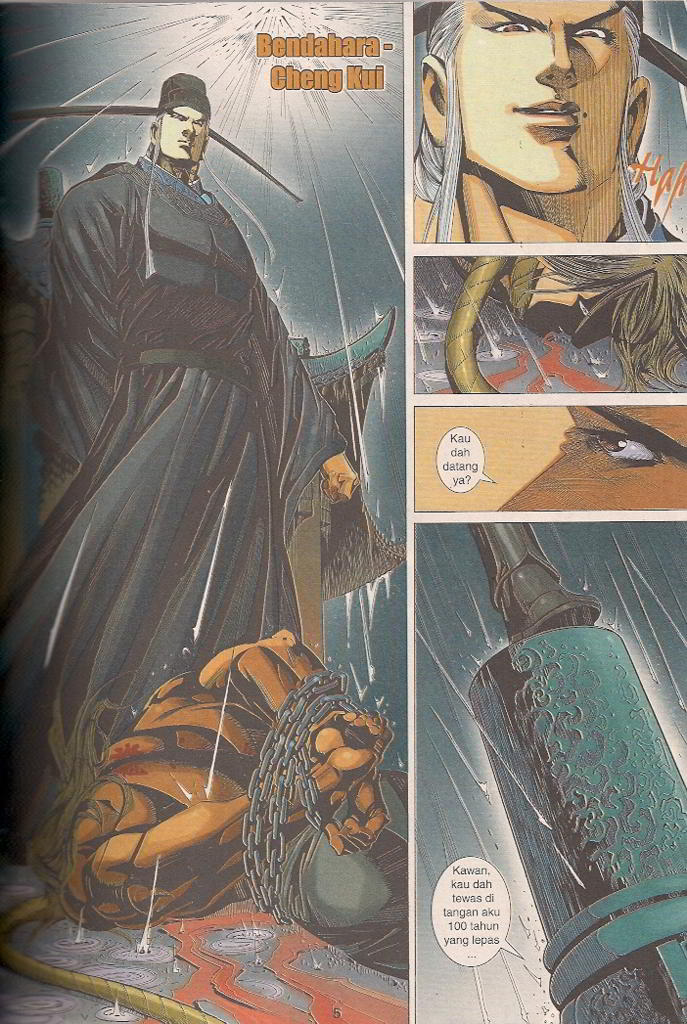 Bendahara -
Cheng Kui
Hah
Kau
dah
datang
ya?
Kawan,
kau dah
tewas di
tangan aku
100 tahun
yang lepas
...
5